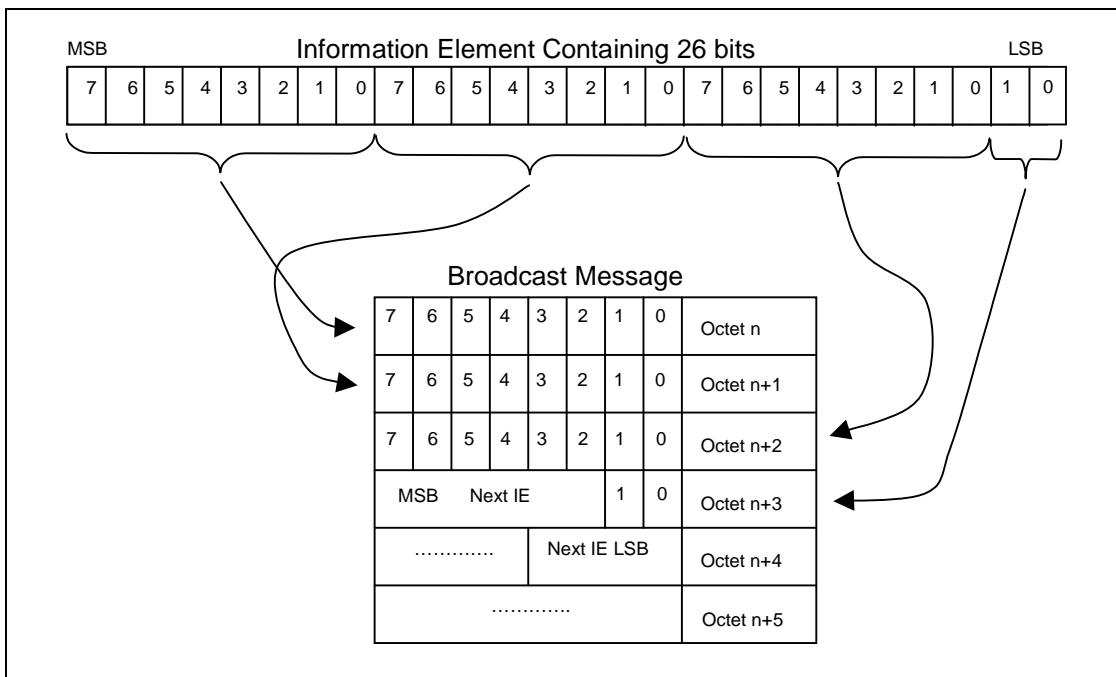 MSB Information Element Containing 26 bits LSB
7 6 5 4 3 2 1 0 7 6 5 4 3 2 1 0 7 6 5 4 3 2 1 0 1 0
Broadcast Message
7 6 5 4 3 2 1 0 Octet n
7 6 5 4 3 2 1 0 Octet n+1
7 6 5 4 3 2 1 0 Octet n+2
MSB Next IE 1 0 Octet n+3
…………. Next IE LSB Octet n+4
…………. Octet n+5